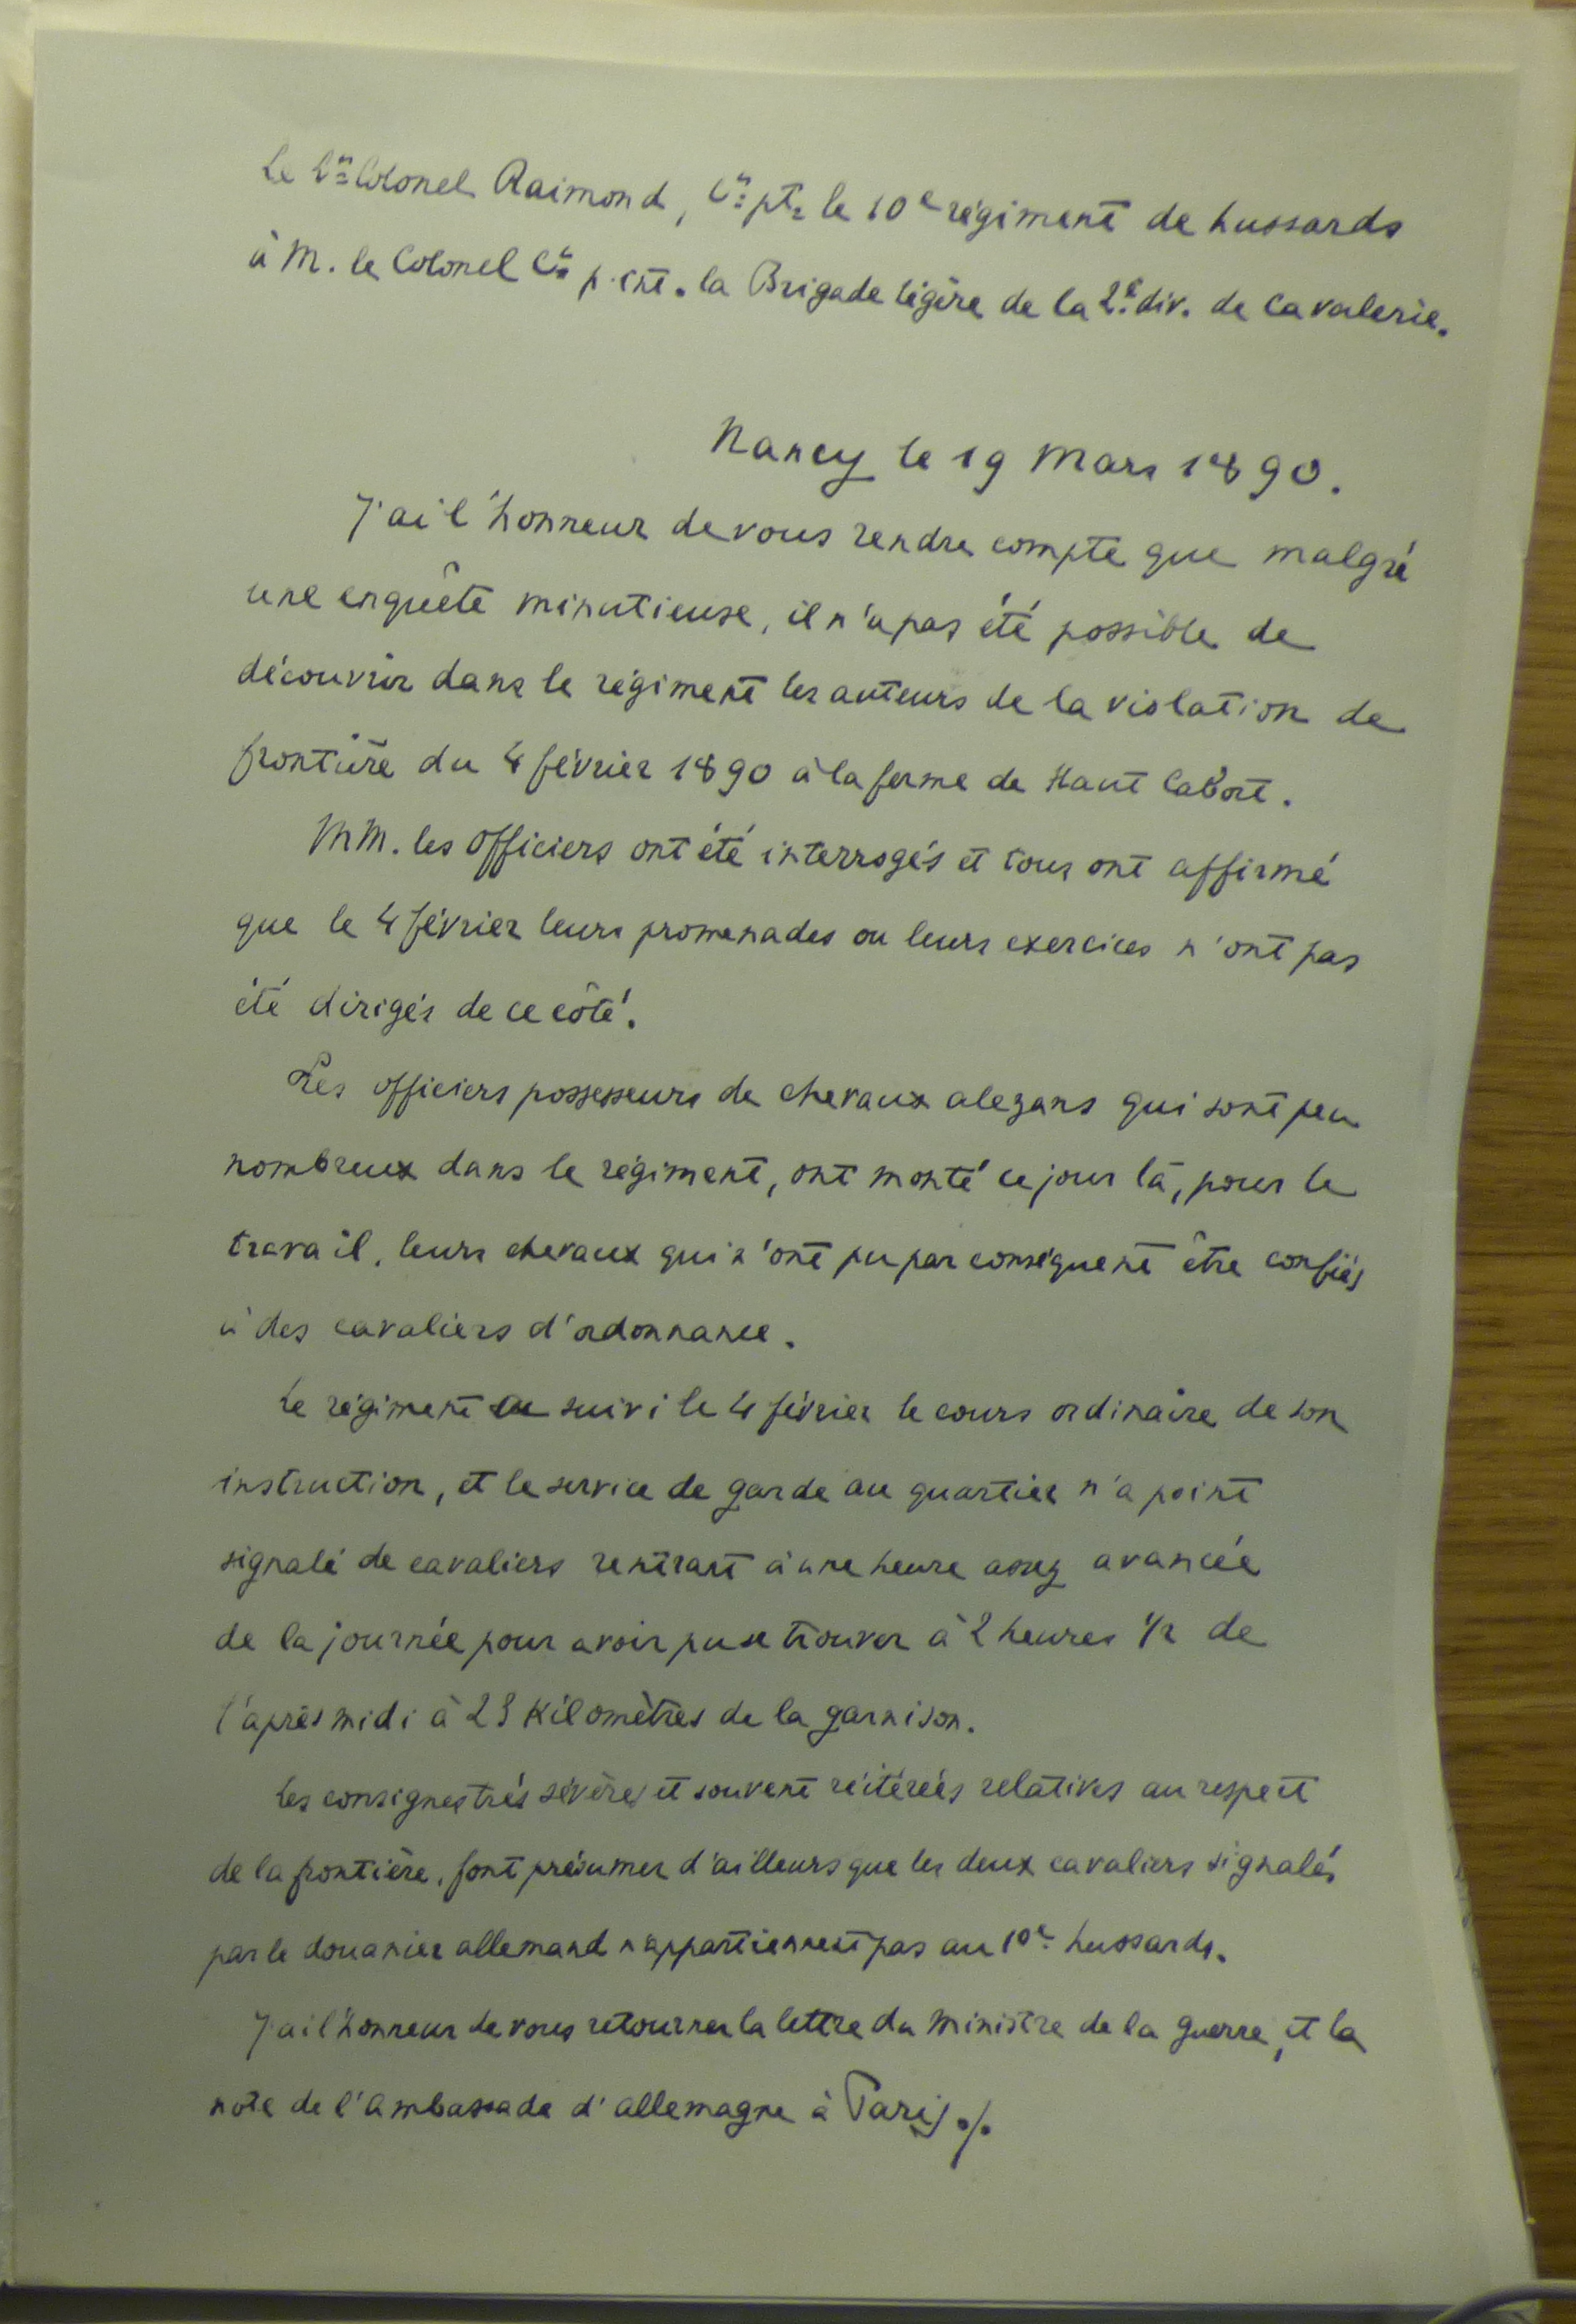 Le Lt Colonel Raimond, Ct pt. le 10e régiment de hussards
à M. le Colonel Ct p. int. la Brigade légère de la 2e div. de Cavalerie.
Nancy le 19 Mars 1890.
J'ai l'honneur de vous rendre compte que malgré
une enquête minutieuse, il n'a pas été possible de
découvrir dans le régiment les auteurs de la violation de
frontière du 4 février 1890 à la ferme de Haut
MM. les officiers ont été interrogés et tous ont affirmé
que le 4 février leurs promenades ou leurs exercices n'ont pas
été dirigés de ce côté.
Les officiers possesseurs de chevaux alezans qui sont peu
nombreux dans le régiment, ont monté ce jour là, pour le
travail, leurs chevaux qui n'ont pu par conséquent être confiés
à des cavaliers d'ordonnance.
Le régiment a suivi le 4 février le cours ordinaire de son
instruction, et le service de garde au quartier n'a point
signalé de cavaliers rentrant à une heure assez avancée
de la journée pour avoir pu se trouver à 2 heures 1/2 de
l'après midi à 23 Kilomètres de la garnison.
Les consignes très sévères et souvent réitérées relatives au respect
de la frontière, font présumer d'ailleurs que les deux cavaliers signalés
par le douanier allemand n'appartiennent pas au 10e hussards.
J'ai l'honneur de vous retourner la lettre du Ministre de la guerre, et la
note de l'ambassade d'allemagne à Paris ./.